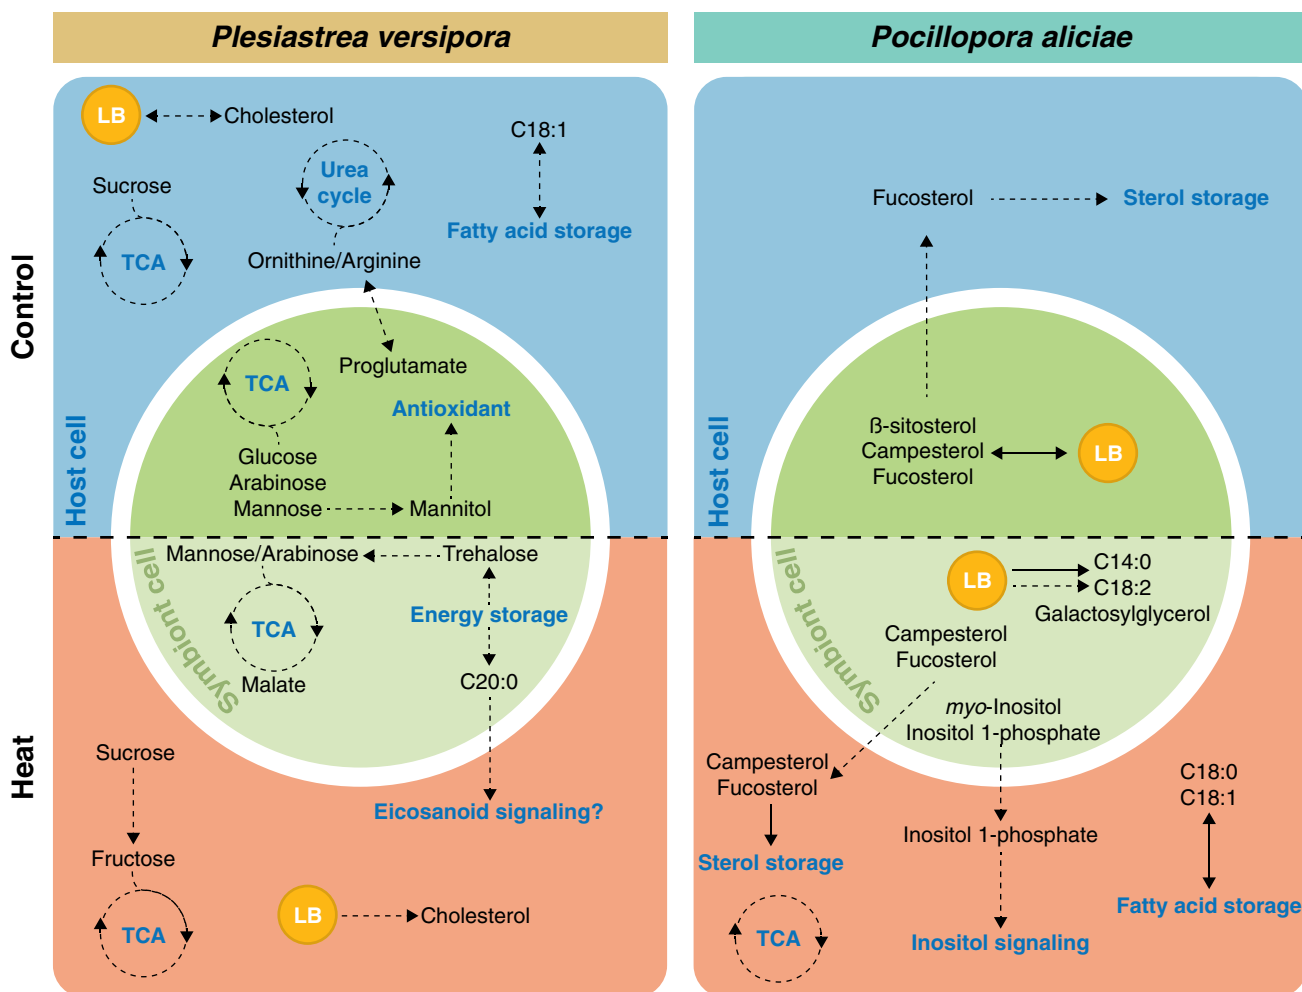 Plesiastrea versipora
Pocillopora aliciae
Control
Heat
Host cell
Symbiont cell
LB
Cholesterol
C18:1
Urea
cycle
Sucrose
Fatty acid storage
TCA
Ornithine/Arginine
Proglutamate
TCA
Antioxidant
Glucose
Arabinose
Mannose
Mannitol
Mannose/Arabinose
Trehalose
Energy storage
TCA
C20:0
Malate
Sucrose
Eicosanoid signaling?
Fructose
LB
Cholesterol
TCA
Host cell
Symbiont cell
Fucosterol
Sterol storage
ß-sitosterol
Campesterol
Fucosterol
LB
LB
C14:0
C18:2
Galactosylglycerol
Campesterol
Fucosterol
myo-Inositol
Inositol 1-phosphate
Campesterol
Fucosterol
C18:0
C18:1
Inositol 1-phosphate
Sterol storage
Fatty acid storage
TCA
Inositol signaling